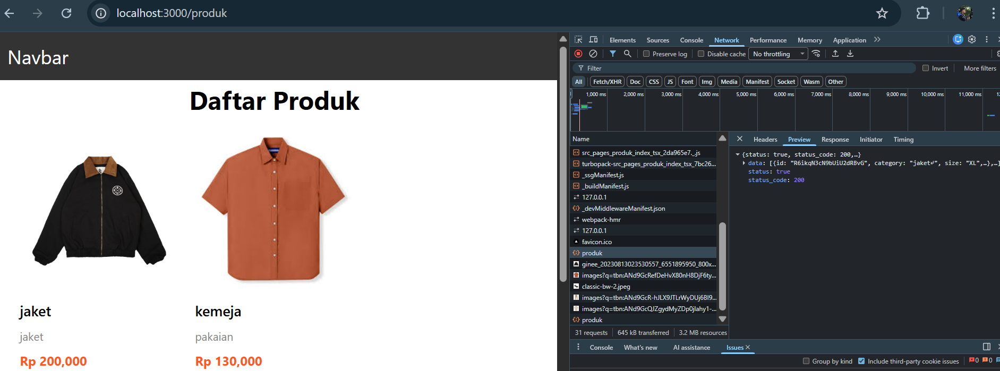 localhost:3000/produk
Navbar
Daftar Produk
jaket
jaket
Rp 200,000
kemeja
pakaian
Rp 130,000
Elements Sources Console Network Performance Memory Application
Preserve log Disable cache No throttling
Filter Invert More filters
All Fetch/XHR Doc CSS JS Font Img Media Manifest Socket Wasm Other
1,000 ms 2,000 ms 3,000 ms 4,000 ms 5,000 ms 6,000 ms 7,000 ms 8,000 ms 9,000 ms 10,000 ms 11,000 ms 12
Name
src_pages_produk_index_tsx_2da965e7._.js
turbopack-src_pages_produk_index_tsx_7bc26...
_ssgManifest.js
_buildManifest.js
127.0.0.1
_devMiddlewareManifest.json
webpack-hmr
127.0.0.1
favicon.ico
produk
ginee_20230813023530557_6551895950_800x...
images?q=tbn:ANd9GcRefDeHvX80nH8DjF6ty...
classic-bw-2.jpeg
images?q=tbn:ANd9GcR-hJLX9JTLrWyDUj6Bl9...
images?q=tbn:ANd9GcQJZgydMyZDp0jlahy1-...
produk
31 requests 645 kB transferred 3.2 MB resources
Headers Preview Response Initiator Timing
{status: true, status_code: 200,…}
data: [{id: "R6ikqN3cN9bUiU2dRBvG", category: "jaket↵", size: "XL",…},…]
status: true
status_code: 200
Console What's new AI assistance Issues
Group by kind Include third-party cookie issues 0 0